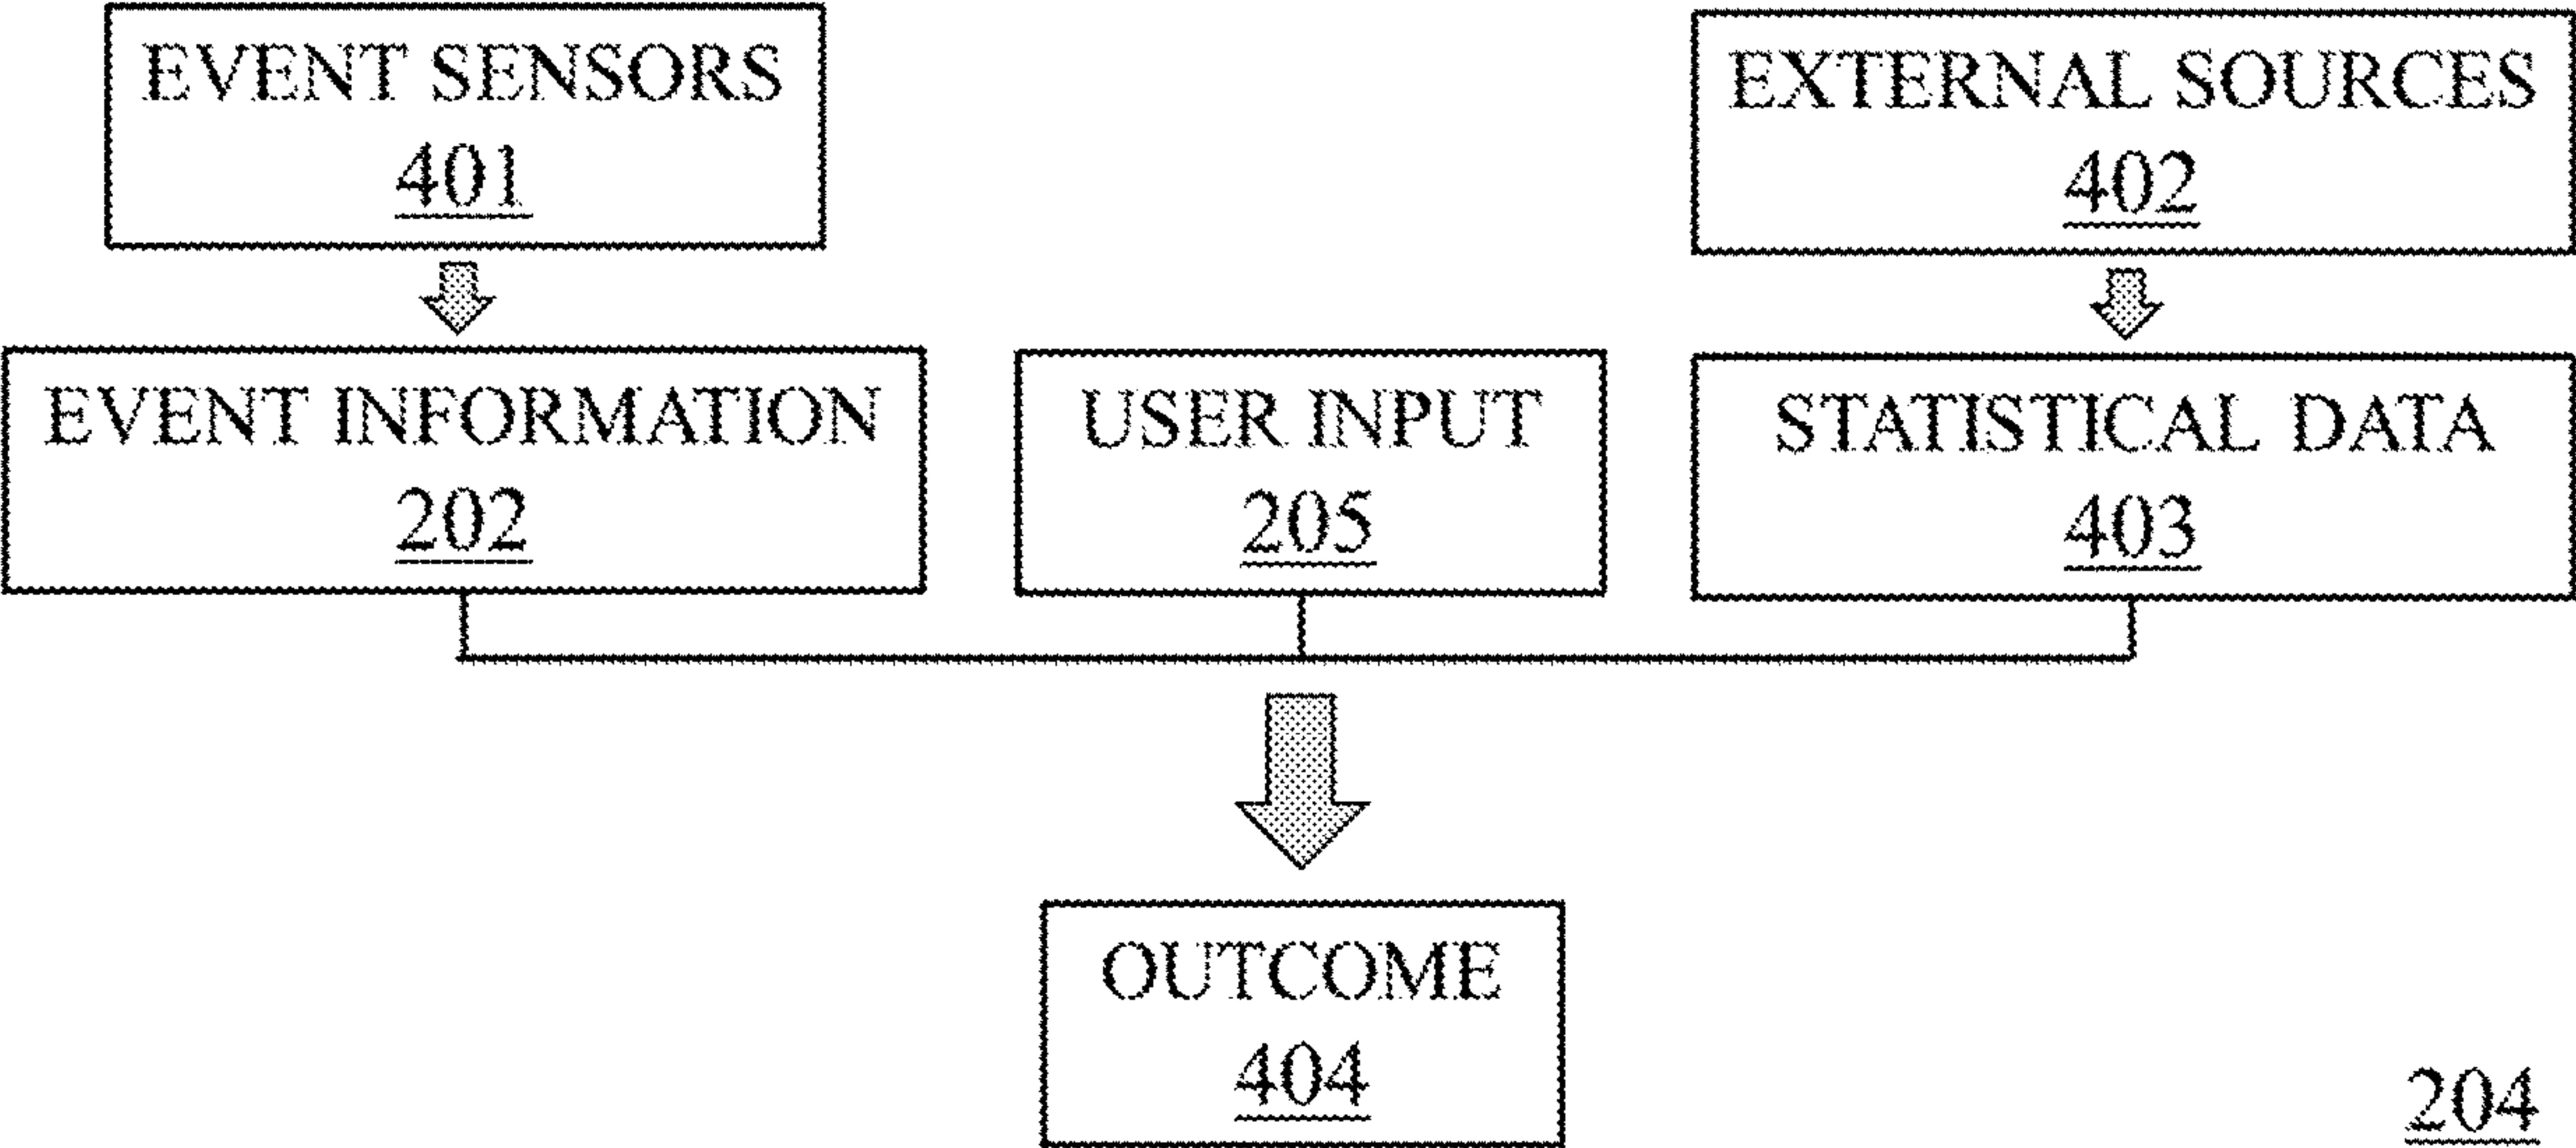 EVENT SENSORS
401
EXTERNAL SOURCES
402
EVENT INFORMATION
202
USER INPUT
205
STATISTICAL DATA
403
OUTCOME
404
204